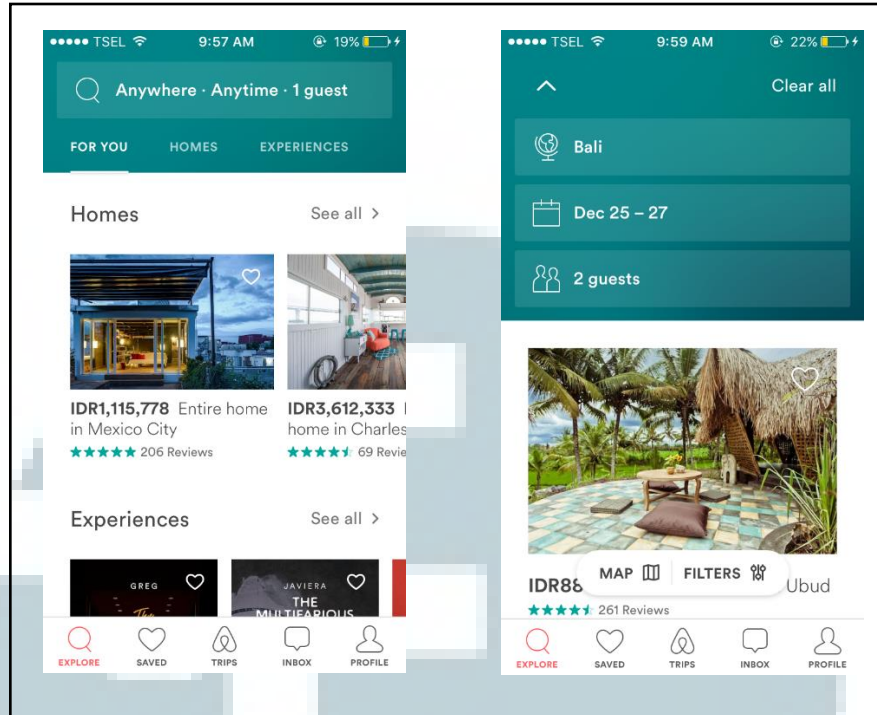 TSEL 9:57 AM 19%
Anywhere · Anytime · 1 guest
FOR YOU HOMES EXPERIENCES
Homes See all >
IDR1,115,778 Entire home
in Mexico City
206 Reviews
IDR3,612,333
home in Charles
69 Revie
Experiences See all >
GREG
The
JAVIERA
THE
MULTIFARIOUS
EXPLORE SAVED TRIPS INBOX PROFILE
TSEL 9:59 AM 22%
Clear all
Bali
Dec 25 – 27
2 guests
MAP FILTERS
IDR88 Ubud
261 Reviews
EXPLORE SAVED TRIPS INBOX PROFILE